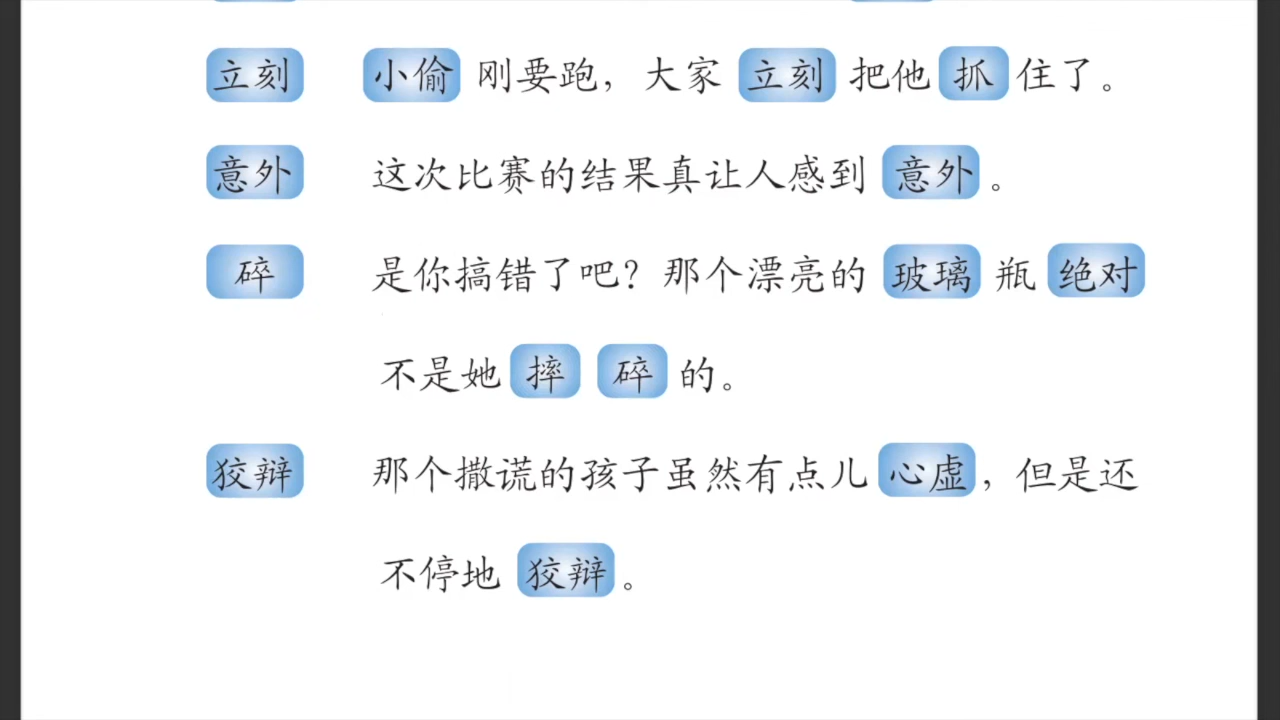 立刻 小偷刚要跑，大家立刻把他抓住了。
意外 这次比赛的结果真让人感到意外。
碎 是你搞错了吧？那个漂亮的玻璃瓶绝对
不是她摔碎的。
狡辩 那个撒谎的孩子虽然有点儿心虚，但是还
不停地狡辩。